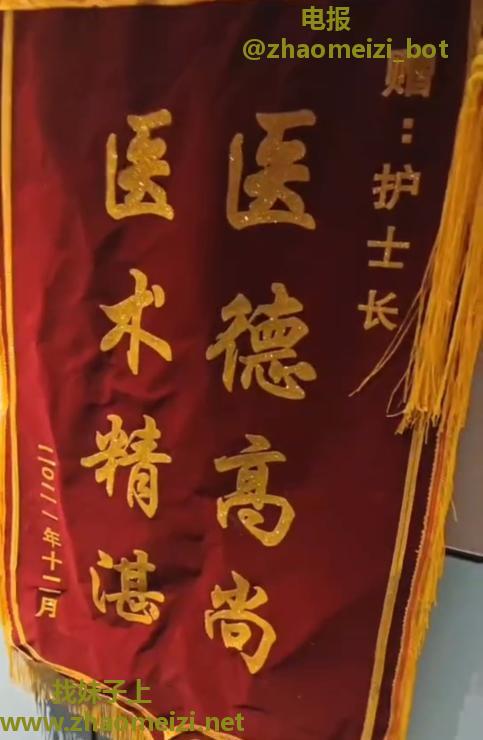 电报
@zhaomeizi_bot
赠：护士长
医德高尚
医术精湛
二〇二一年十二月
找妹子上
www.zhaomeizi.net